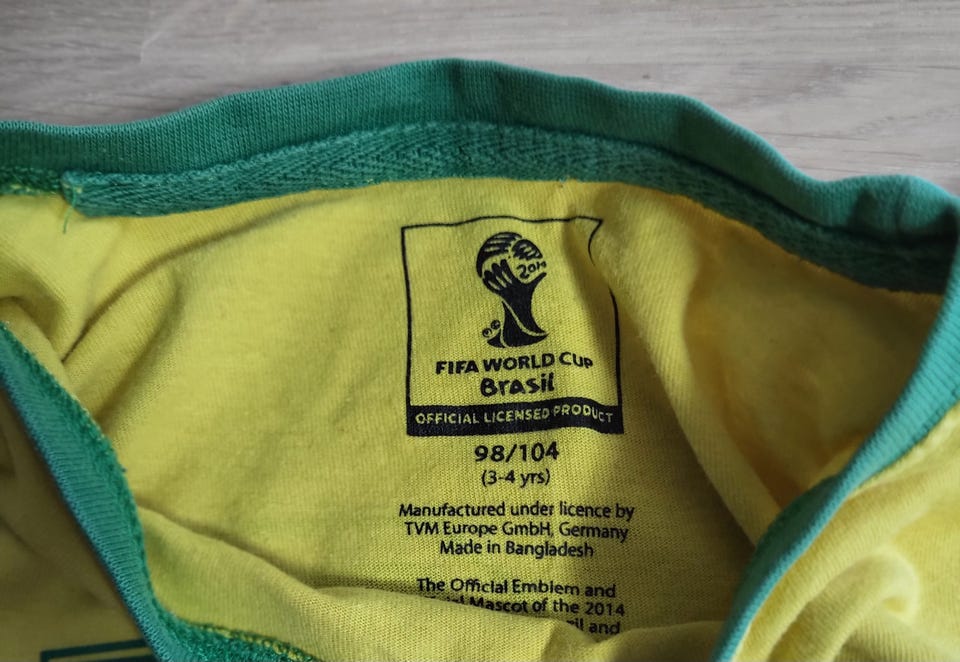 2014
FIFA WORLD CUP
Brasil
OFFICIAL LICENSED PRODUCT
98/104
(3-4 yrs)
Manufactured under licence by
TVM Europe GmbH, Germany
Made in Bangladesh
The Official Emblem and
Mascot of the 2014
and